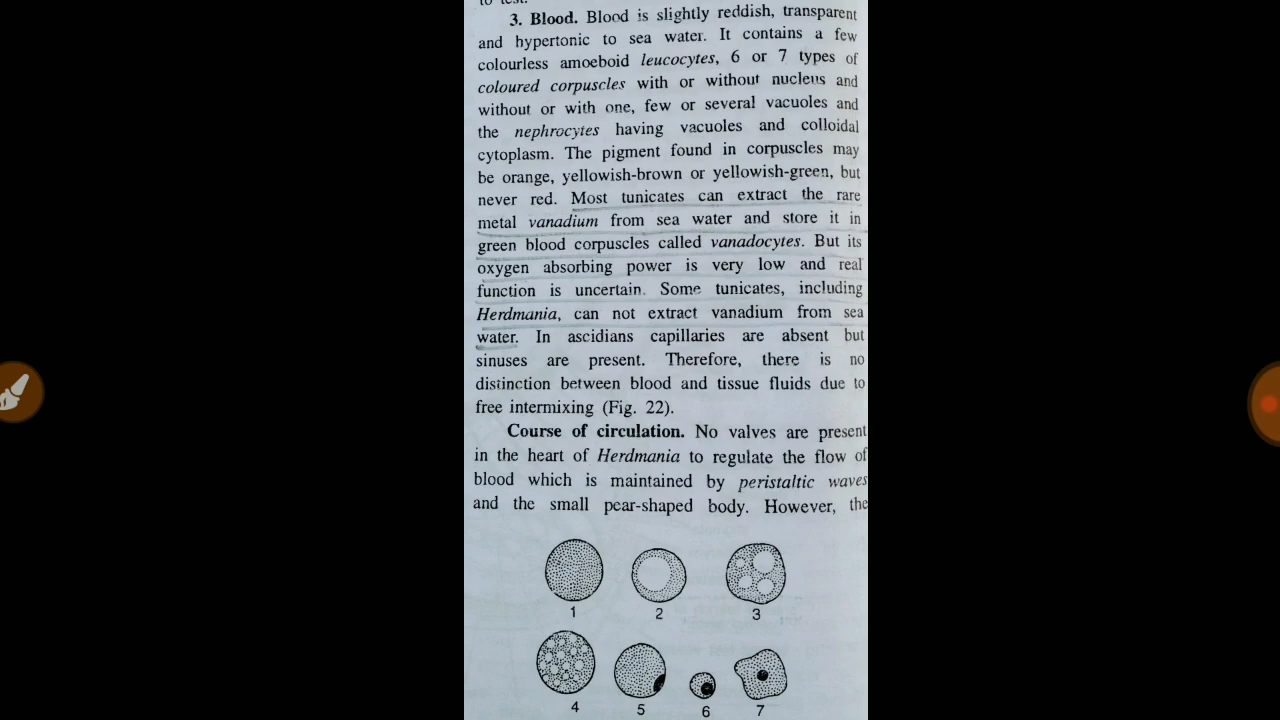 to test.
3. Blood. Blood is slightly reddish, transparent
and hypertonic to sea water. It contains a few
colourless amoeboid leucocytes, 6 or 7 types of
coloured corpuscles with or without nucleus and
without or with one, few or several vacuoles and
the nephrocytes having vacuoles and colloidal
cytoplasm. The pigment found in corpuscles may
be orange, yellowish-brown or yellowish-green, but
never red. Most tunicates can extract the rare
metal vanadium from sea water and store it in
green blood corpuscles called vanadocytes. But its
oxygen absorbing power is very low and real
function is uncertain. Some tunicates, including
Herdmania, can not extract vanadium from sea
water. In ascidians capillaries are absent but
sinuses are present. Therefore, there is no
distinction between blood and tissue fluids due to
free intermixing (Fig. 22).
Course of circulation. No valves are present
in the heart of Herdmania to regulate the flow of
blood which is maintained by peristaltic waves
and the small pear-shaped body. However, the
1 2 3
4 5 6 7